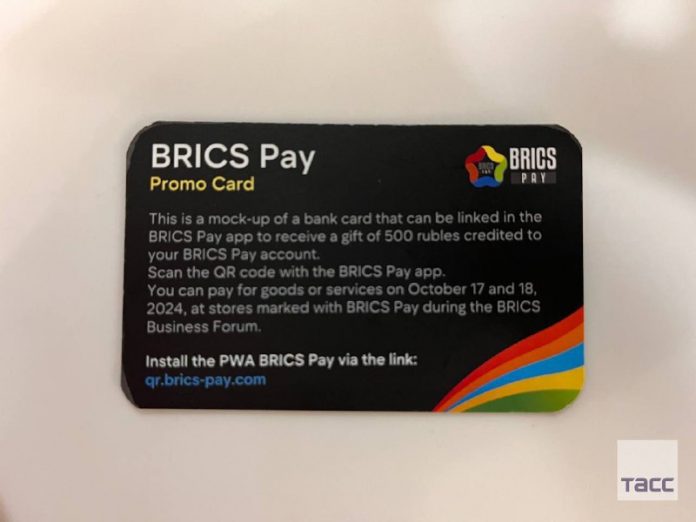 BRICS Pay
Promo Card
BRICS
PAY
This is a mock-up of a bank card that can be linked in the
BRICS Pay app to receive a gift of 500 rubles credited to
your BRICS Pay account.
Scan the QR code with the BRICS Pay app.
You can pay for goods or services on October 17 and 18,
2024, at stores marked with BRICS Pay during the BRICS
Business Forum.
Install the PWA BRICS Pay via the link:
qr.brics-pay.com
ТАСС